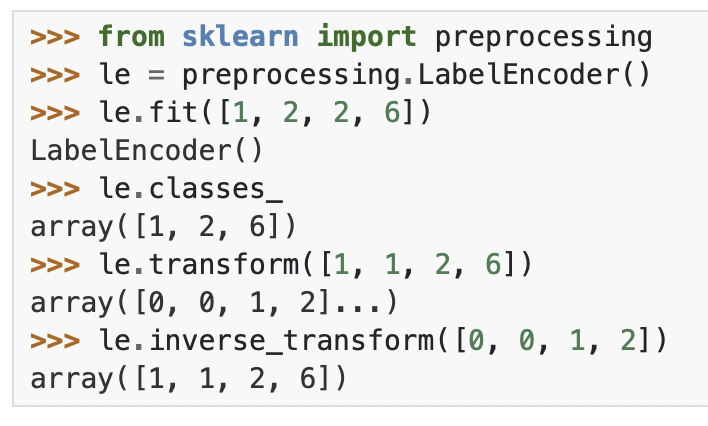 >>> from sklearn import preprocessing
>>> le = preprocessing.LabelEncoder()
>>> le.fit([1, 2, 2, 6])
LabelEncoder()
>>> le.classes_
array([1, 2, 6])
>>> le.transform([1, 1, 2, 6])
array([0, 0, 1, 2]...)
>>> le.inverse_transform([0, 0, 1, 2])
array([1, 1, 2, 6])